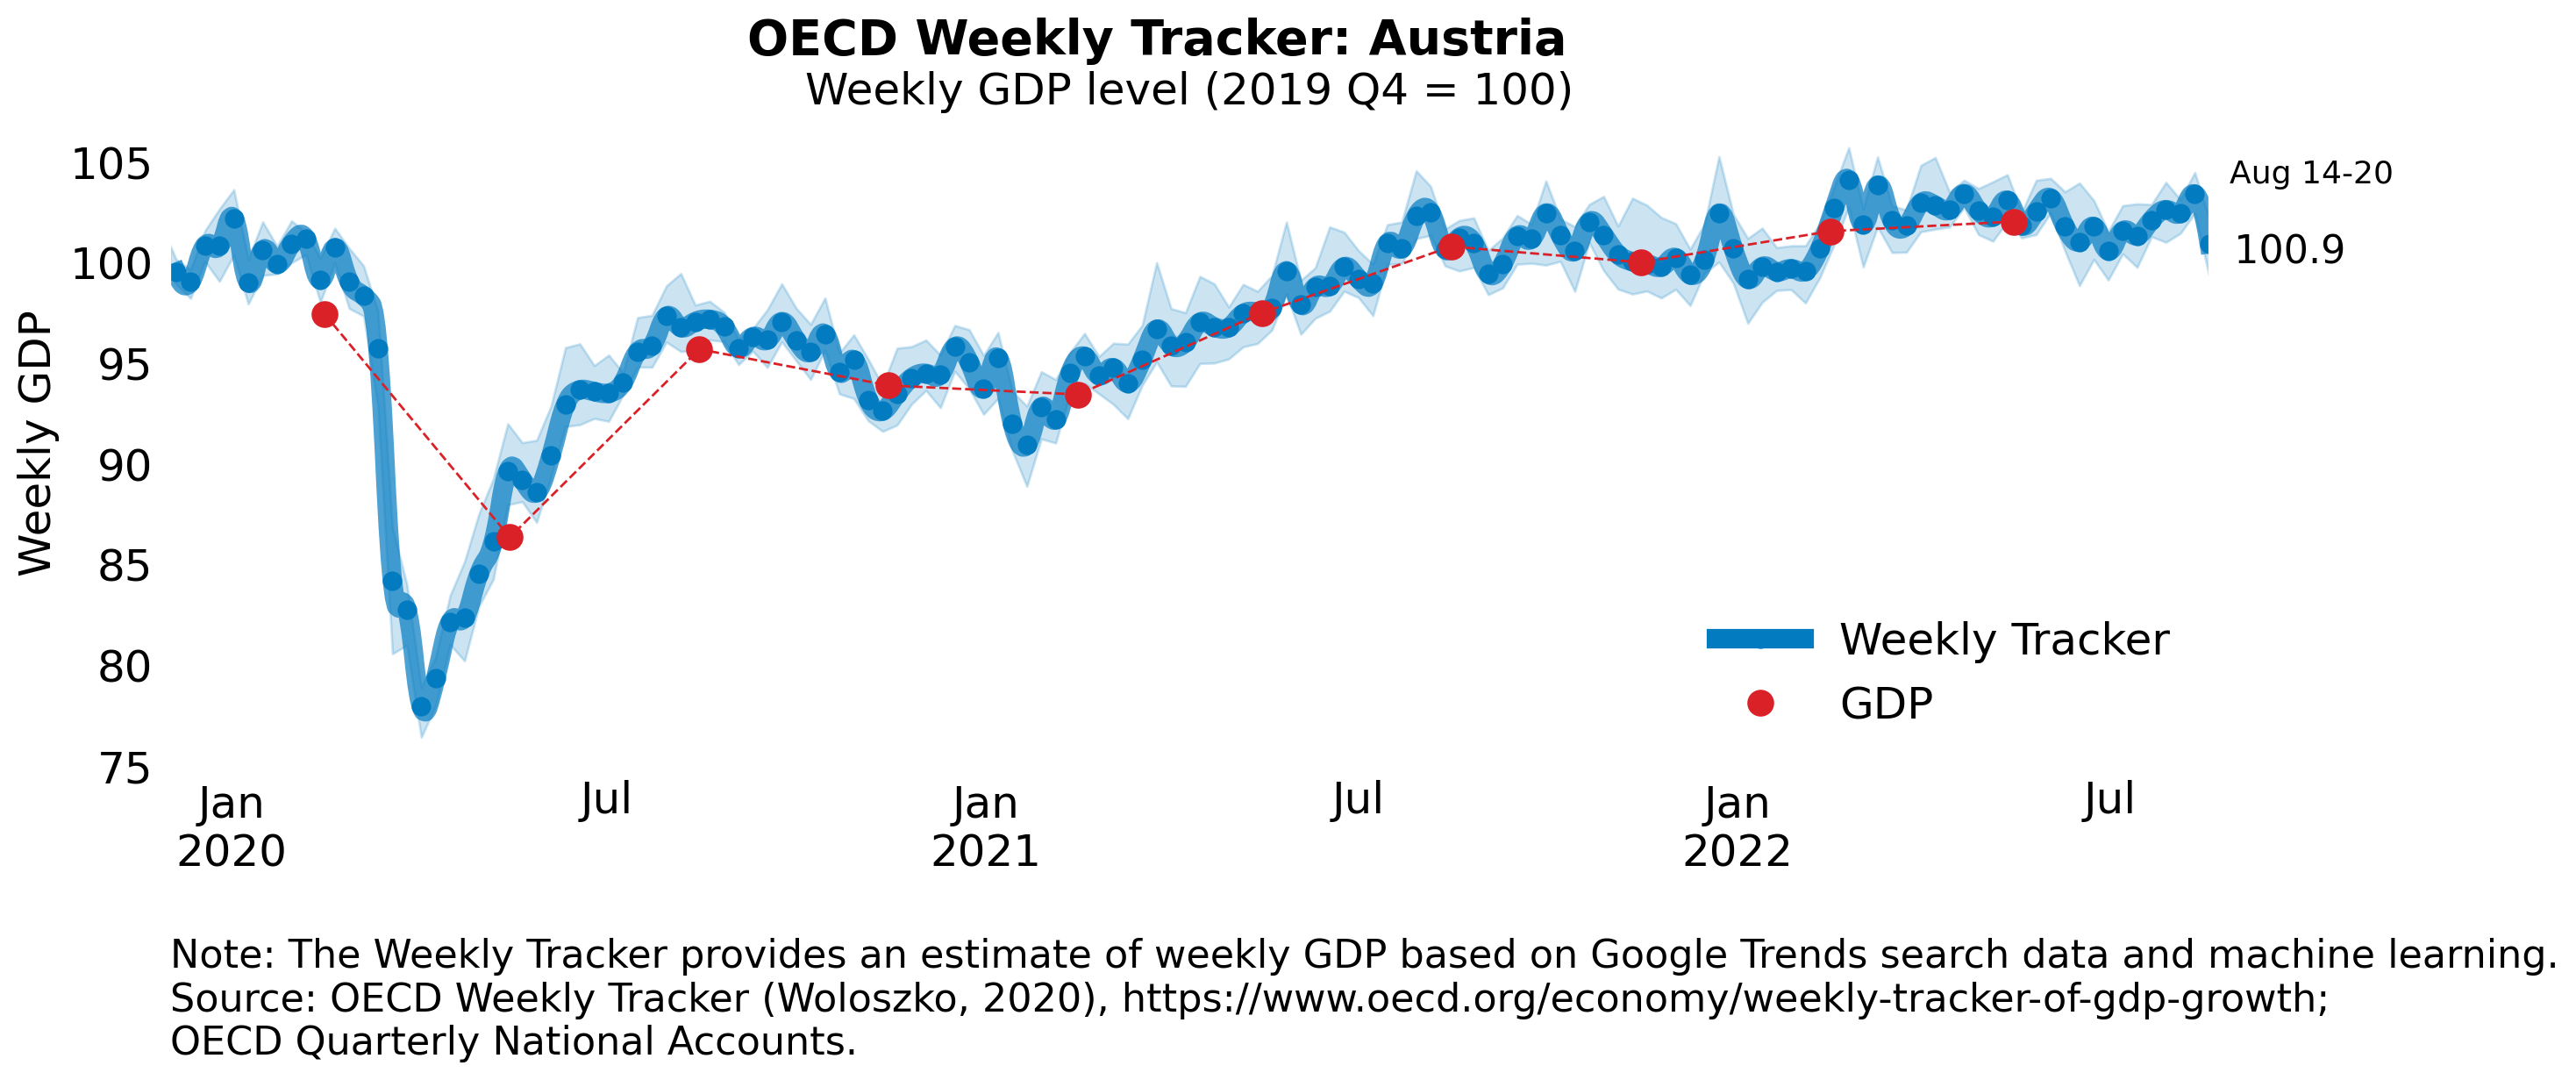 OECD Weekly Tracker: Austria
Weekly GDP level (2019 Q4 = 100)
Weekly GDP
105
100
95
90
85
80
75
Aug 14-20
100.9
Weekly Tracker
GDP
Jan
2020
Jul
Jan
2021
Jul
Jan
2022
Jul
Note: The Weekly Tracker provides an estimate of weekly GDP based on Google Trends search data and machine learning.
Source: OECD Weekly Tracker (Woloszko, 2020), https://www.oecd.org/economy/weekly-tracker-of-gdp-growth;
OECD Quarterly National Accounts.